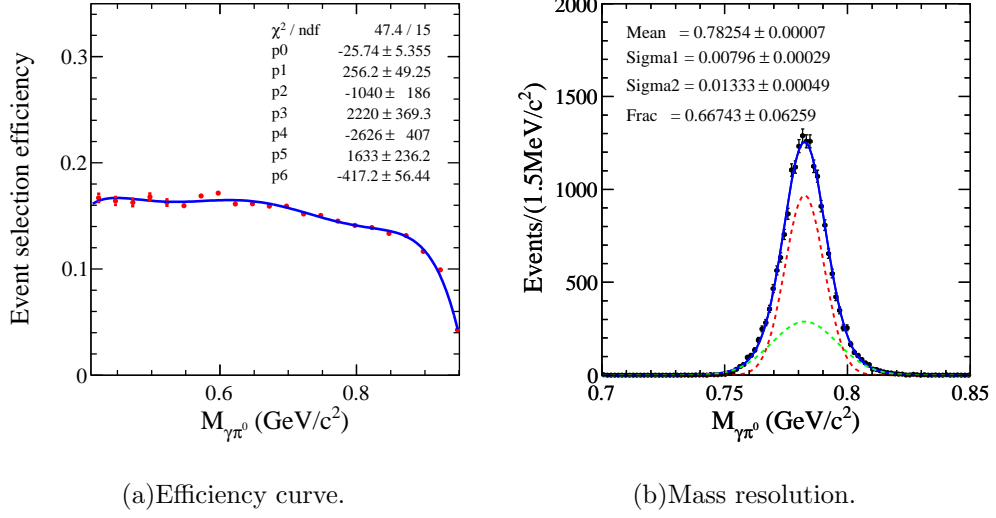 χ² / ndf 47.4 / 15
p0 -25.74 ± 5.355
p1 256.2 ± 49.25
p2 -1040 ± 186
p3 2220 ± 369.3
p4 -2626 ± 407
p5 1633 ± 236.2
p6 -417.2 ± 56.44
Event selection efficiency
0.3
0.2
0.1
0
0.6 0.8
M_γπ⁰ (GeV/c²)
(a)Efficiency curve.
Mean = 0.78254 ± 0.00007
Sigma1 = 0.00796 ± 0.00029
Sigma2 = 0.01333 ± 0.00049
Frac = 0.66743 ± 0.06259
Events/(1.5MeV/c²)
2000
1500
1000
500
0
0.7 0.75 0.8 0.85
M_γπ⁰ (GeV/c²)
(b)Mass resolution.